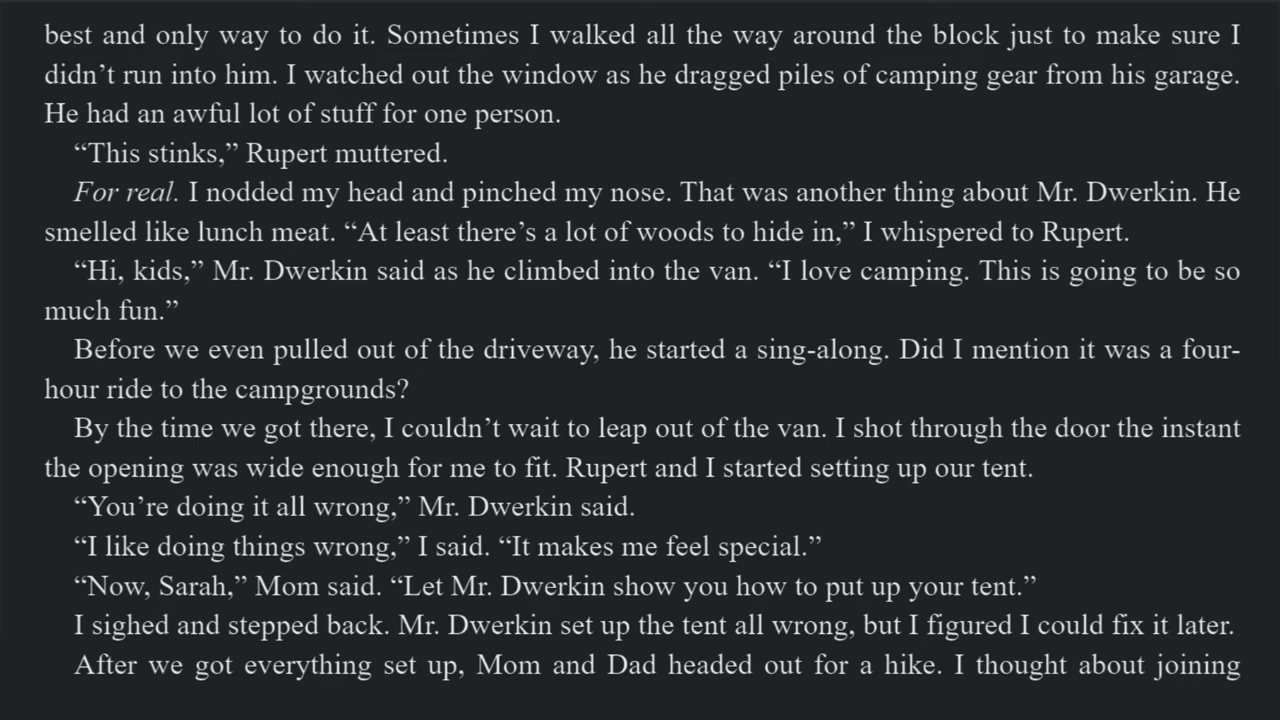 best and only way to do it. Sometimes I walked all the way around the block just to make sure I
didn’t run into him. I watched out the window as he dragged piles of camping gear from his garage.
He had an awful lot of stuff for one person.
“This stinks,” Rupert muttered.
For real. I nodded my head and pinched my nose. That was another thing about Mr. Dwerkin. He
smelled like lunch meat. “At least there’s a lot of woods to hide in,” I whispered to Rupert.
“Hi, kids,” Mr. Dwerkin said as he climbed into the van. “I love camping. This is going to be so
much fun.”
Before we even pulled out of the driveway, he started a sing-along. Did I mention it was a four-
hour ride to the campgrounds?
By the time we got there, I couldn’t wait to leap out of the van. I shot through the door the instant
the opening was wide enough for me to fit. Rupert and I started setting up our tent.
“You’re doing it all wrong,” Mr. Dwerkin said.
“I like doing things wrong,” I said. “It makes me feel special.”
“Now, Sarah,” Mom said. “Let Mr. Dwerkin show you how to put up your tent.”
I sighed and stepped back. Mr. Dwerkin set up the tent all wrong, but I figured I could fix it later.
After we got everything set up, Mom and Dad headed out for a hike. I thought about joining